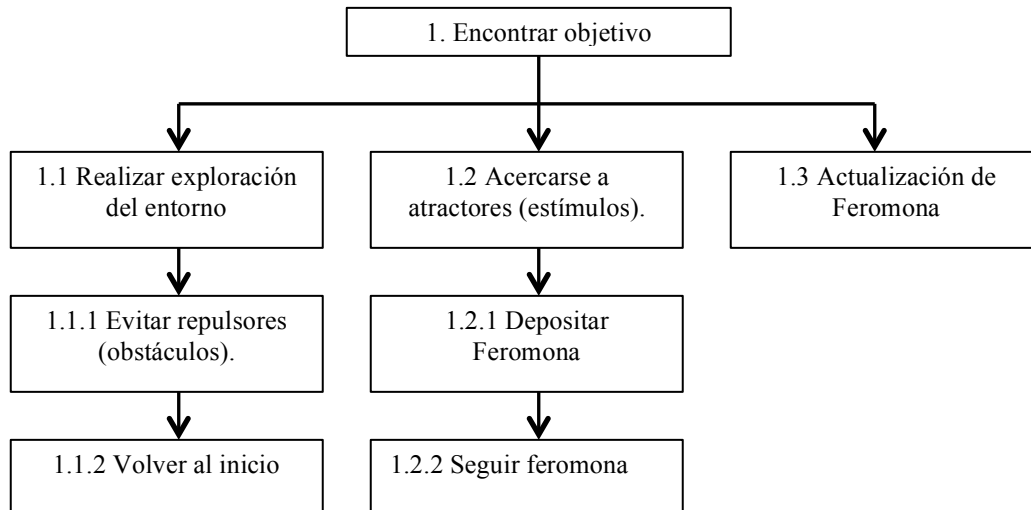 1. Encontrar objetivo
1.1 Realizar exploración
del entorno
1.2 Acercarse a
atractores (estímulos).
1.3 Actualización de
Feromona
1.1.1 Evitar repulsores
(obstáculos).
1.2.1 Depositar
Feromona
1.1.2 Volver al inicio
1.2.2 Seguir feromona